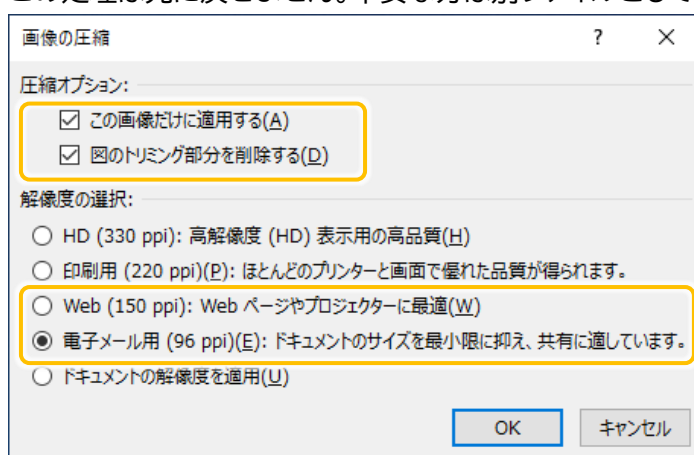 画像の圧縮 ? ×
圧縮オプション:
この画像だけに適用する(A)
図のトリミング部分を削除する(D)
解像度の選択:
HD (330 ppi): 高解像度 (HD) 表示用の高品質(H)
印刷用 (220 ppi)(P): ほとんどのプリンターと画面で優れた品質が得られます。
Web (150 ppi): Web ページやプロジェクターに最適(W)
電子メール用 (96 ppi)(E): ドキュメントのサイズを最小限に抑え、共有に適しています。
ドキュメントの解像度を適用(U)
OK キャンセル